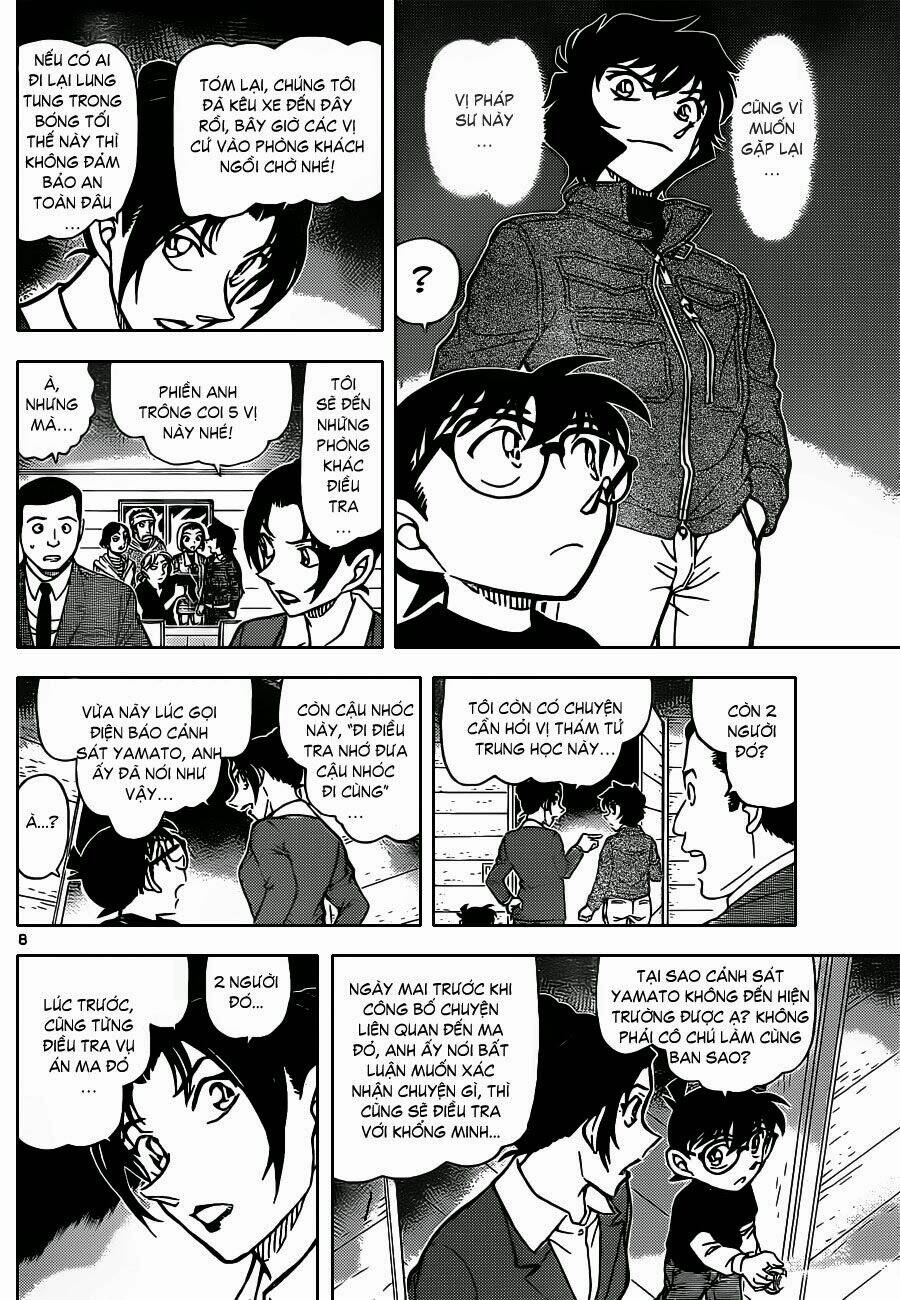 CŨNG VÌ
MUỐN
GẶP LẠI
...
VỊ PHÁP
SƯ NÀY
...
?
TÓM LẠI, CHÚNG TÔI
ĐÃ KÊU XE ĐẾN ĐÂY
RỒI, BÂY GIỜ CÁC VỊ
CỨ VÀO PHÒNG KHÁCH
NGỒI CHỜ NHÉ!
NẾU CÓ AI
ĐI LẠI LUNG
TUNG TRONG
BÓNG TỐI
THẾ NÀY THÌ
KHÔNG ĐẢM
BẢO AN
TOÀN ĐÂU
...
TÔI
SẼ ĐẾN
NHỮNG
PHÒNG
KHÁC
ĐIỀU
TRA
...
PHIỀN ANH
TRÔNG COI 5 VỊ
NÀY NHÉ!
À,
NHƯNG
MÀ...
CÒN 2
NGƯỜI
ĐÓ?
TÔI CÒN CÓ CHUYỆN
CẦN HỎI VỊ THÁM TỬ
TRUNG HỌC NÀY...
CÒN CẬU NHÓC
NÀY, "ĐI ĐIỀU
TRA NHỚ ĐƯA
CẬU NHÓC
ĐI CÙNG"
...
VỪA NÃY LÚC GỌI
ĐIỆN BÁO CẢNH
SÁT YAMATO, ANH
ẤY ĐÃ NÓI NHƯ
VẬY...
À...?
8
TẠI SAO CẢNH SÁT
YAMATO KHÔNG ĐẾN HIỆN
TRƯỜNG ĐƯỢC Ạ? KHÔNG
PHẢI CÔ CHÚ LÀM CÙNG
BAN SAO?
NGÀY MAI TRƯỚC KHI
CÔNG BỐ CHUYỆN
LIÊN QUAN ĐẾN MA
ĐỎ, ANH ẤY NÓI BẤT
LUẬN MUỐN XÁC
NHẬN CHUYỆN GÌ, THÌ
CŨNG SẼ ĐIỀU TRA
VỚI KHỔNG MINH...
2 NGƯỜI
ĐÓ...
LÚC TRƯỚC,
CŨNG TỪNG
ĐIỀU TRA VỤ
ÁN MA ĐỎ
...